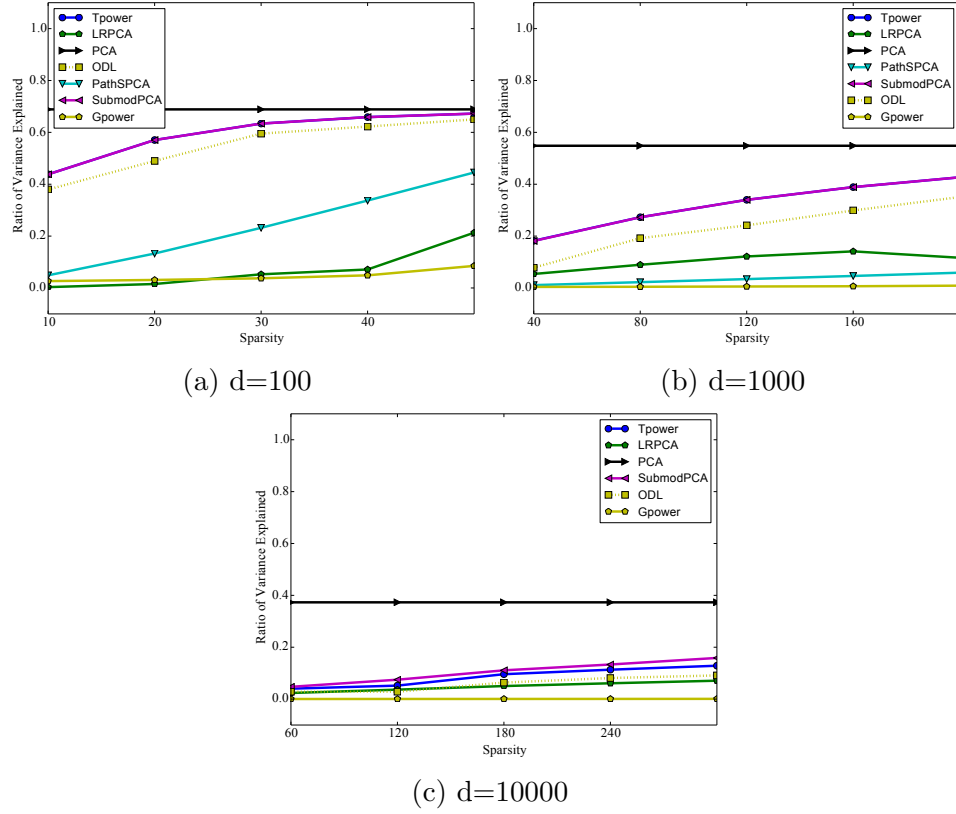 1.0
0.8
0.6
0.4
0.2
0.0
Ratio of Variance Explained
Tpower
LRPCA
PCA
ODL
PathSPCA
SubmodPCA
Gpower
10
20
30
40
Sparsity
(a) d=100
1.0
0.8
0.6
0.4
0.2
0.0
Ratio of Variance Explained
Tpower
LRPCA
PCA
PathSPCA
SubmodPCA
ODL
Gpower
40
80
120
160
Sparsity
(b) d=1000
1.0
0.8
0.6
0.4
0.2
0.0
Ratio of Variance Explained
Tpower
LRPCA
PCA
SubmodPCA
ODL
Gpower
60
120
180
240
Sparsity
(c) d=10000